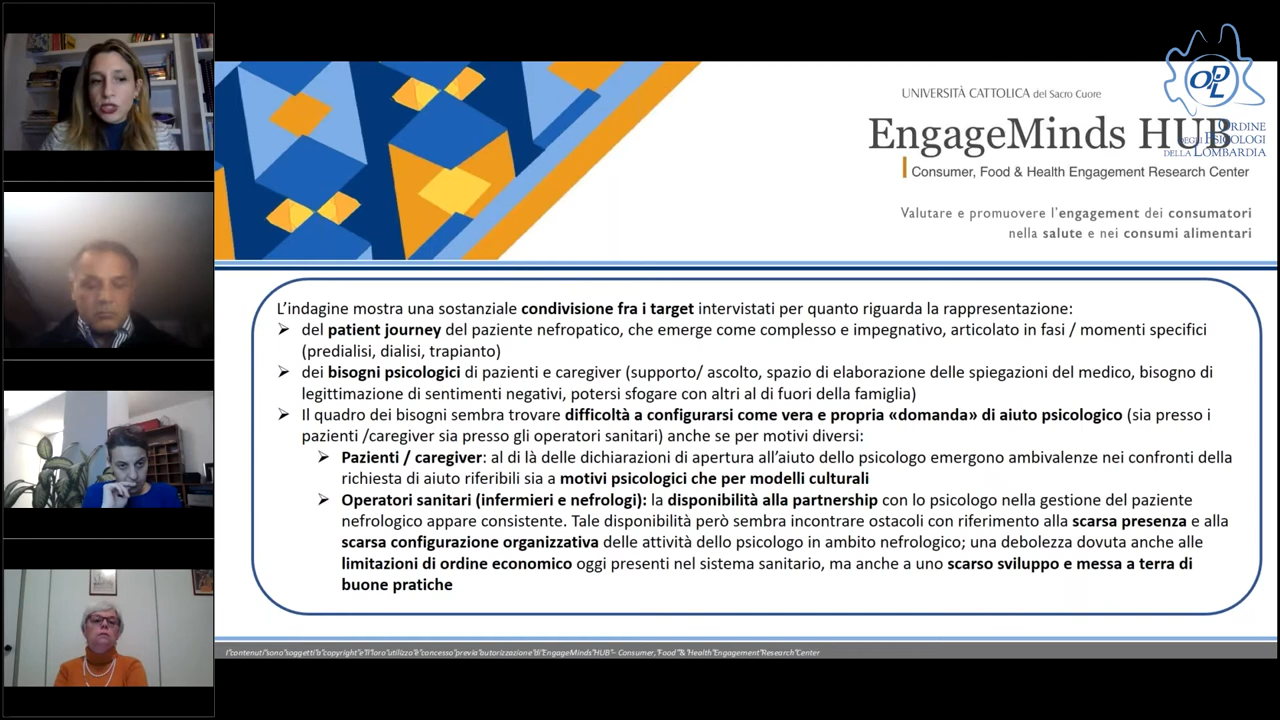 UNIVERSITÀ CATTOLICA del Sacro Cuore
EngageMinds HUB
Consumer, Food & Health Engagement Research Center
Valutare e promuovere l'engagement dei consumatori
nella salute e nei consumi alimentari
OPL
ORDINE
DEGLI PSICOLOGI
DELLA LOMBARDIA
L'indagine mostra una sostanziale condivisione fra i target intervistati per quanto riguarda la rappresentazione:
➢ del patient journey del paziente nefropatico, che emerge come complesso e impegnativo, articolato in fasi / momenti specifici
(predialisi, dialisi, trapianto)
➢ dei bisogni psicologici di pazienti e caregiver (supporto/ ascolto, spazio di elaborazione delle spiegazioni del medico, bisogno di
legittimazione di sentimenti negativi, potersi sfogare con altri al di fuori della famiglia)
➢ Il quadro dei bisogni sembra trovare difficoltà a configurarsi come vera e propria «domanda» di aiuto psicologico (sia presso i
pazienti /caregiver sia presso gli operatori sanitari) anche se per motivi diversi:
➢ Pazienti / caregiver: al di là delle dichiarazioni di apertura all'aiuto dello psicologo emergono ambivalenze nei confronti della
richiesta di aiuto riferibili sia a motivi psicologici che per modelli culturali
➢ Operatori sanitari (infermieri e nefrologi): la disponibilità alla partnership con lo psicologo nella gestione del paziente
nefrologico appare consistente. Tale disponibilità però sembra incontrare ostacoli con riferimento alla scarsa presenza e alla
scarsa configurazione organizzativa delle attività dello psicologo in ambito nefrologico; una debolezza dovuta anche alle
limitazioni di ordine economico oggi presenti nel sistema sanitario, ma anche a uno scarso sviluppo e messa a terra di
buone pratiche
I contenuti sono soggetti a copyright e il loro utilizzo è concesso previa autorizzazione di EngageMinds HUB – Consumer, Food & Health Engagement Research Center